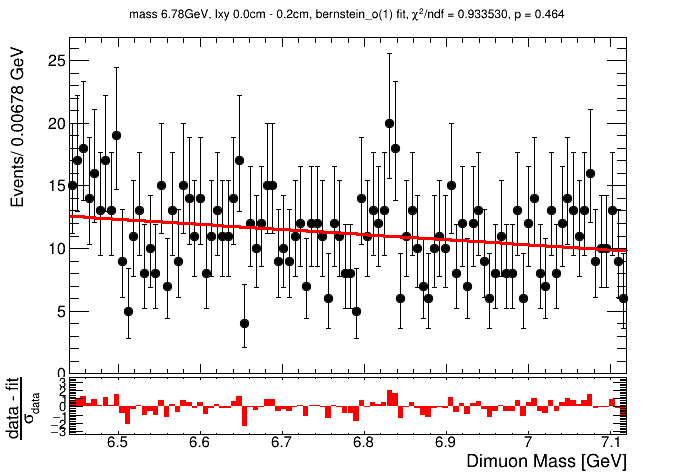 mass 6.78GeV, lxy 0.0cm - 0.2cm, bernstein_o(1) fit, χ²/ndf = 0.933530, p = 0.464
Events/ 0.00678 GeV
25
20
15
10
5
0
data - fit
σdata
3
2
1
0
−1
−2
−3
6.5 6.6 6.7 6.8 6.9 7 7.1
Dimuon Mass [GeV]